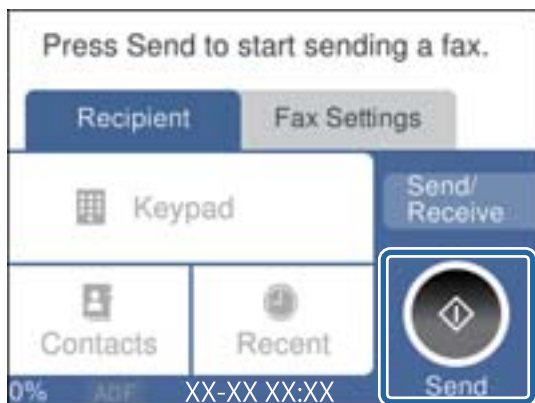 Press Send to start sending a fax.
Recipient
Fax Settings
Keypad
Send/
Receive
Contacts
Recent
Send
0%
ADF
XX-XX XX:XX